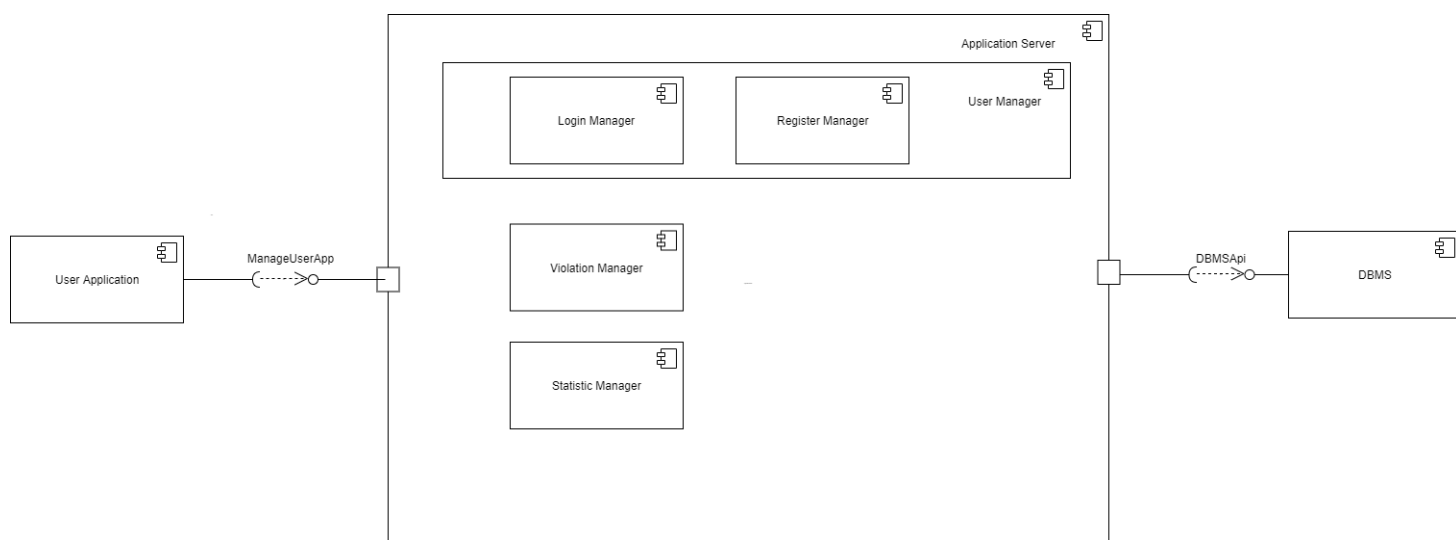 Application Server
User Manager
Login Manager
Register Manager
ManageUserApp
User Application
Violation Manager
DBMSApi
DBMS
Statistic Manager